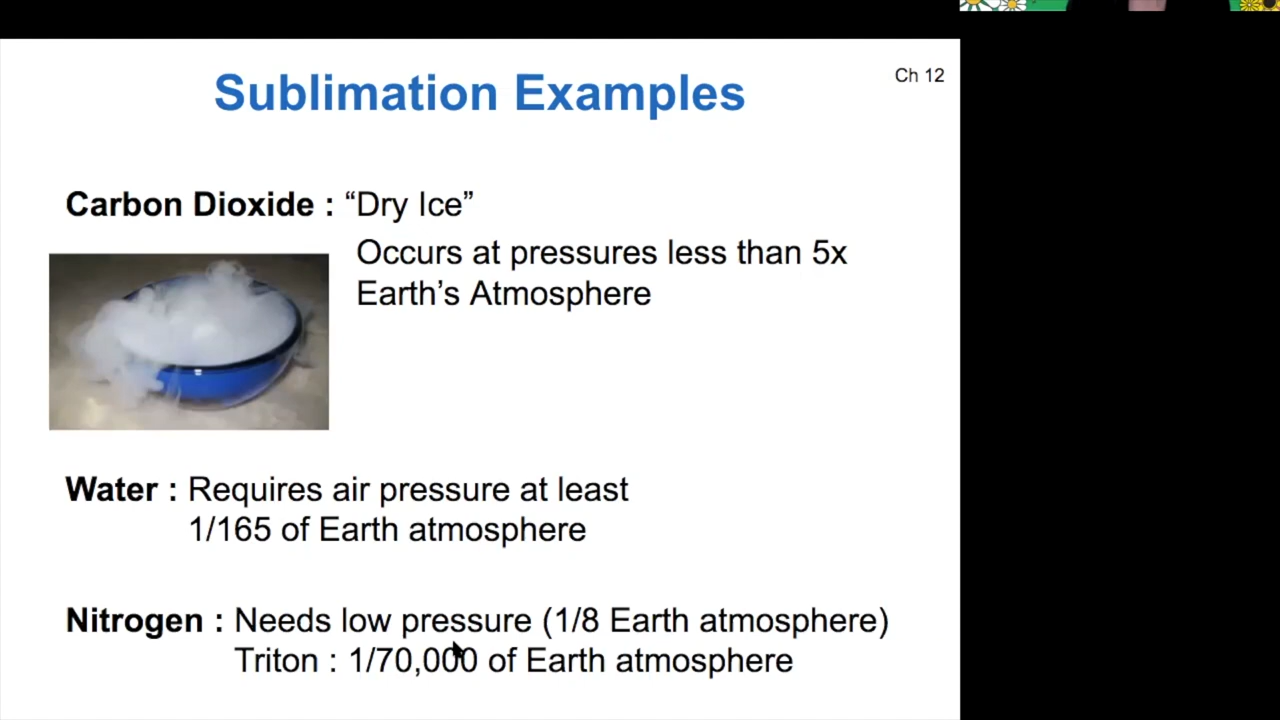 Ch 12
Sublimation Examples
Carbon Dioxide : “Dry Ice”
Occurs at pressures less than 5x
Earth’s Atmosphere
Water : Requires air pressure at least
1/165 of Earth atmosphere
Nitrogen : Needs low pressure (1/8 Earth atmosphere)
Triton : 1/70,000 of Earth atmosphere